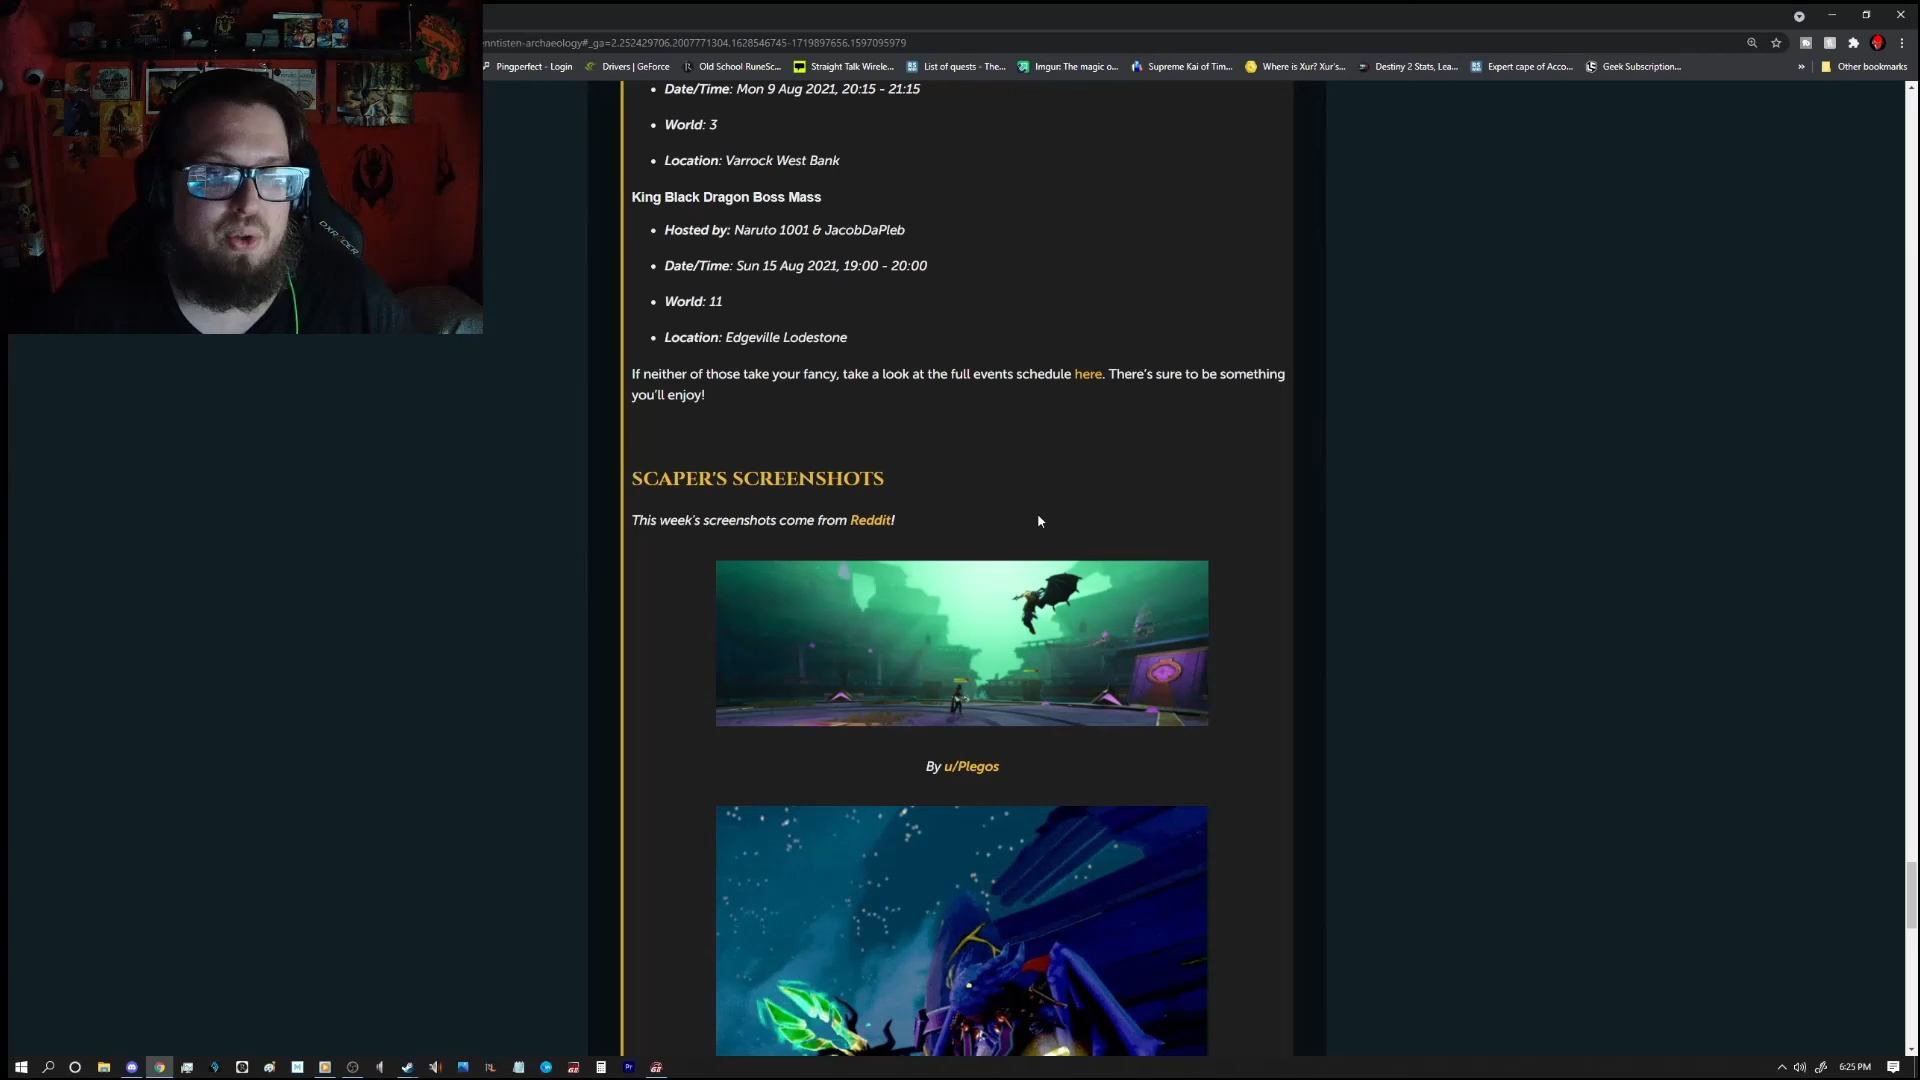 enntisten-archaeology#_ga=2.252429706.2007771304.1628546745-1719897656.1597095979
Pingperfect - Login
Drivers | GeForce
Old School RuneSc...
Straight Talk Wirele...
List of quests - The...
Imgur: The magic o...
Supreme Kai of Tim...
Where is Xur? Xur's...
Destiny 2 Stats, Lea...
Expert cape of Acco...
Geek Subscription...
»
Other bookmarks
DXRACER
• Date/Time: Mon 9 Aug 2021, 20:15 - 21:15
• World: 3
• Location: Varrock West Bank
King Black Dragon Boss Mass
• Hosted by: Naruto 1001 & JacobDaPleb
• Date/Time: Sun 15 Aug 2021, 19:00 - 20:00
• World: 11
• Location: Edgeville Lodestone
If neither of those take your fancy, take a look at the full events schedule here. There's sure to be something
you'll enjoy!
SCAPER'S SCREENSHOTS
This week's screenshots come from Reddit!
By u/Plegos
6:25 PM